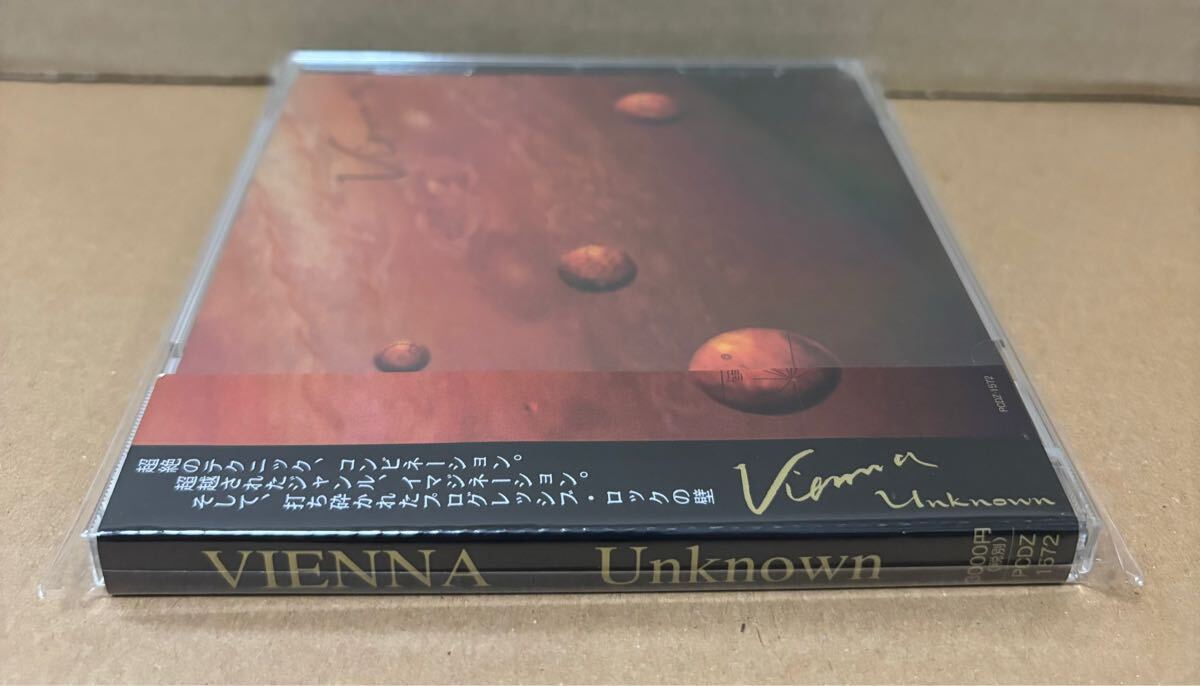 Vienna
PCDZ-1572
超絶のテクニック、コンビネーション。
超越されたジャンル、イマジネーション。
そして、打ち砕かれたプログレッシブ・ロックの壁
Vienna
Unknown
VIENNA Unknown
3000円
(税別)
PCDZ
1572